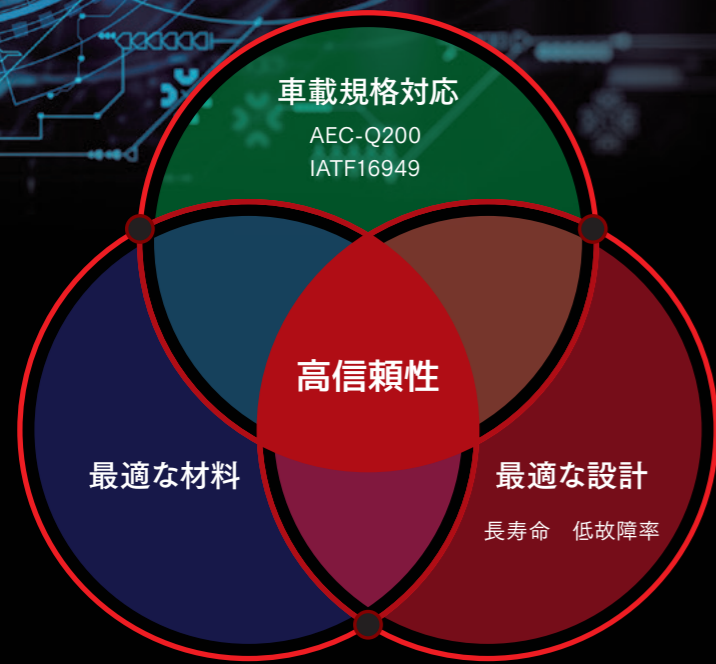 車載規格対応
AEC-Q200
IATF16949
高信頼性
最適な材料
最適な設計
長寿命　低故障率